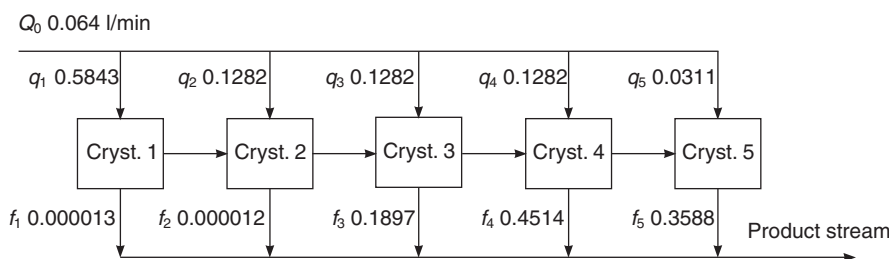 Q₀ 0.064 l/min
q₁ 0.5843 q₂ 0.1282 q₃ 0.1282 q₄ 0.1282 q₅ 0.0311
Cryst. 1 Cryst. 2 Cryst. 3 Cryst. 4 Cryst. 5
f₁ 0.000013 f₂ 0.000012 f₃ 0.1897 f₄ 0.4514 f₅ 0.3588
Product stream